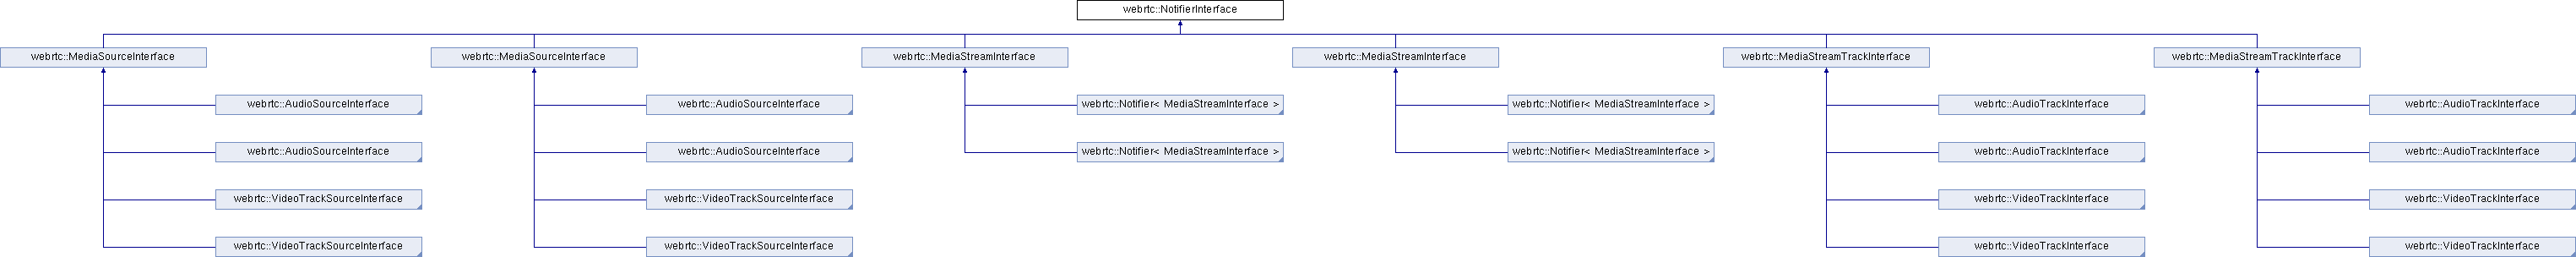 webrtc::NotifierInterface
webrtc::MediaSourceInterface
webrtc::MediaSourceInterface
webrtc::MediaStreamInterface
webrtc::MediaStreamInterface
webrtc::MediaStreamTrackInterface
webrtc::MediaStreamTrackInterface
webrtc::AudioSourceInterface
webrtc::AudioSourceInterface
webrtc::Notifier< MediaStreamInterface >
webrtc::Notifier< MediaStreamInterface >
webrtc::AudioTrackInterface
webrtc::AudioTrackInterface
webrtc::AudioSourceInterface
webrtc::AudioSourceInterface
webrtc::Notifier< MediaStreamInterface >
webrtc::Notifier< MediaStreamInterface >
webrtc::AudioTrackInterface
webrtc::AudioTrackInterface
webrtc::VideoTrackSourceInterface
webrtc::VideoTrackSourceInterface
webrtc::VideoTrackInterface
webrtc::VideoTrackInterface
webrtc::VideoTrackSourceInterface
webrtc::VideoTrackSourceInterface
webrtc::VideoTrackInterface
webrtc::VideoTrackInterface